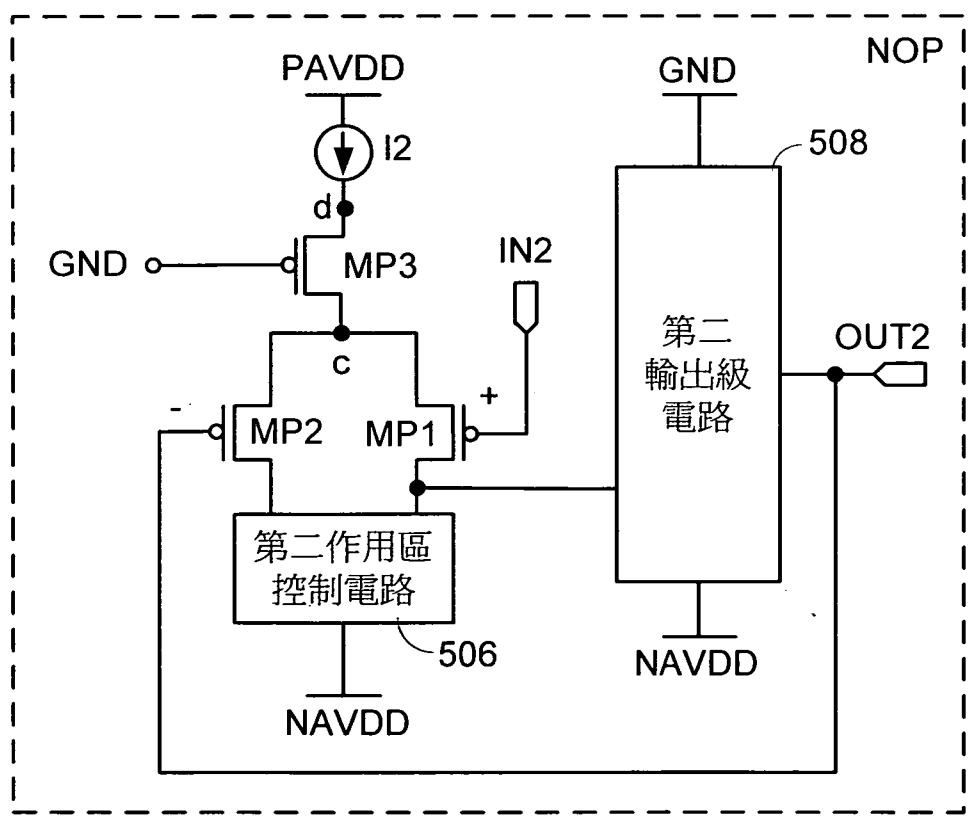 NOP
PAVDD
GND
I2
508
d
GND
MP3
IN2
c
第二
輸出級
電路
OUT2
-
+
MP2
MP1
第二作用區
控制電路
506
NAVDD
NAVDD